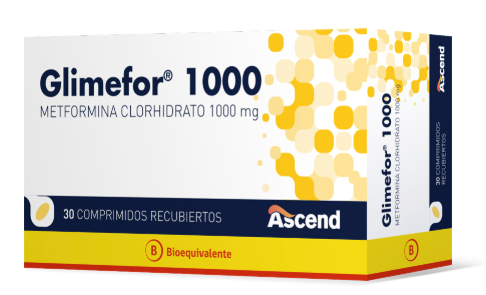 Glimefor® 1000
METFORMINA CLORHIDRATO 1000 mg
30 COMPRIMIDOS RECUBIERTOS
Ascend
B Bioequivalente
Ascend
Glimefor® 1000
METFORMINA CLORHIDRATO 1000 mg
30 COMPRIMIDOS
RECUBIERTOS
B